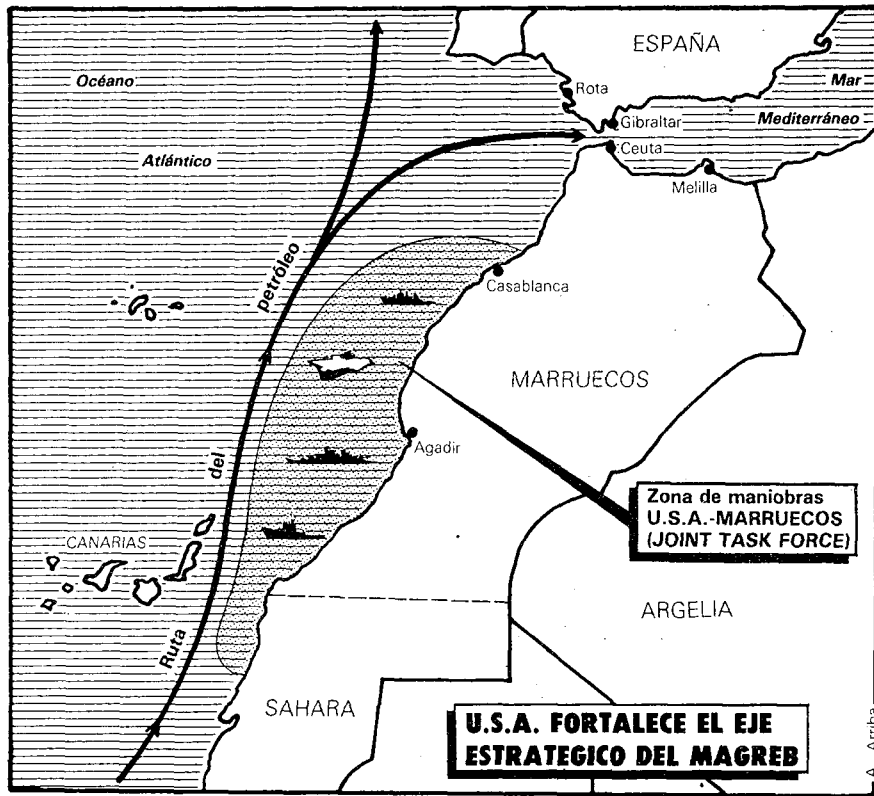 ESPAÑA
Océano
Mar
Rota
Mediterráneo
Gibraltar
Ceuta
Atlántico
Melilla
Ruta del petróleo
Casablanca
MARRUECOS
Agadir
Zona de maniobras
U.S.A.-MARRUECOS
(JOINT TASK FORCE)
CANARIAS
ARGELIA
SAHARA
U.S.A. FORTALECE EL EJE
ESTRATEGICO DEL MAGREB
A. Arriba